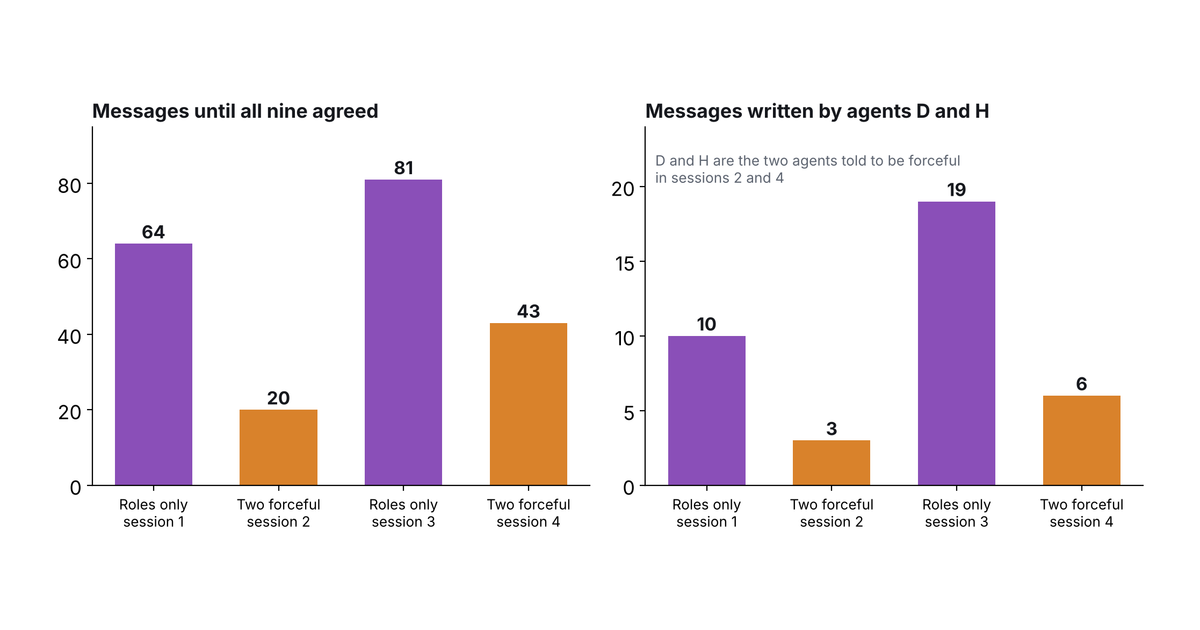 Messages until all nine agreed
80
60
40
20
0
64
20
81
43
Roles only
session 1
Two forceful
session 2
Roles only
session 3
Two forceful
session 4
Messages written by agents D and H
D and H are the two agents told to be forceful
in sessions 2 and 4
20
15
10
5
0
10
3
19
6
Roles only
session 1
Two forceful
session 2
Roles only
session 3
Two forceful
session 4